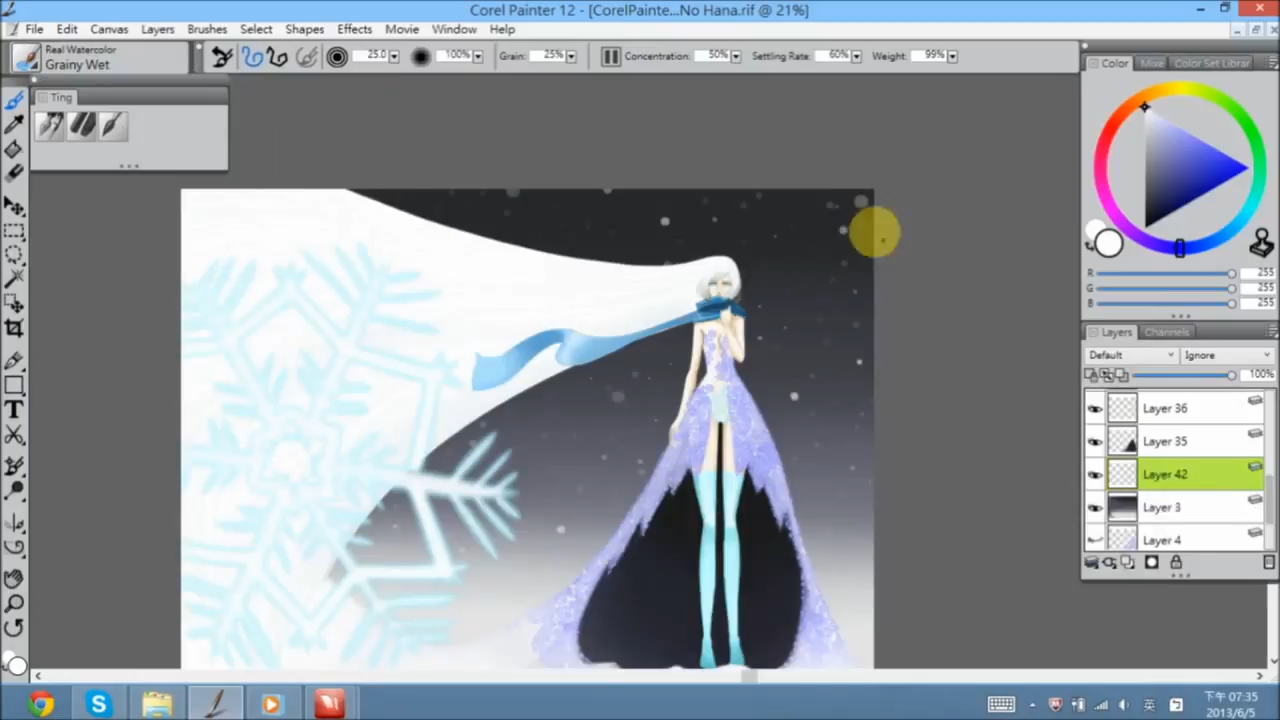 Corel Painter 12 - [CorelPainte...No Hana.rif @ 21%]
File Edit Canvas Layers Brushes Select Shapes Effects Movie Window Help
Real Watercolor
Grainy Wet
25.0 100% Grain: 25% Concentration: 50% Settling Rate: 60% Weight: 99%
Color Mixe Color Set Librar
Ting
R 255
G 255
B 255
Layers Channels
Default Ignore
100%
Layer 36
Layer 35
Layer 42
Layer 3
Layer 4
T
S
英
下午 07:35
2013/6/5